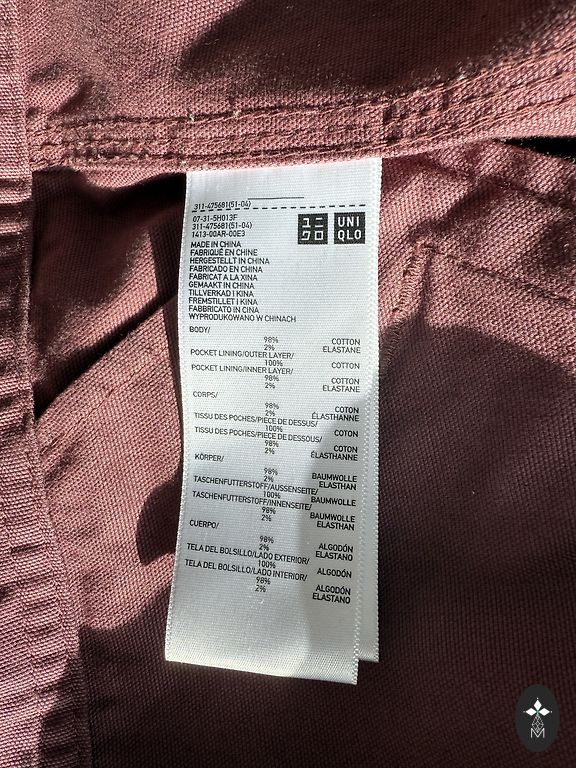 311-475681(51-04)
07-31-5H013F
311-475681(51-04)
1413-00AR-00E3
ユニ
クロ
UNI
QLO
MADE IN CHINA
FABRIQUÉ EN CHINE
HERGESTELLT IN CHINA
FABRICADO EN CHINA
FABRICAT A LA XINA
GEMAAKT IN CHINA
TILLVERKAD I KINA
FREMSTILLET I KINA
FABBRICATO IN CINA
WYPRODUKOWANO W CHINACH
BODY/
98% COTTON
2% ELASTANE
POCKET LINING/OUTER LAYER/
100% COTTON
POCKET LINING/INNER LAYER/
98% COTTON
2% ELASTANE
CORPS/
98% COTON
2% ÉLASTHANNE
TISSU DES POCHES/PIECE DE DESSUS/
100% COTON
TISSU DES POCHES/PIECE DE DESSOUS/
98% COTON
2% ÉLASTHANNE
KÖRPER/
98% BAUMWOLLE
2% ELASTHAN
TASCHENFUTTERSTOFF/AUSSENSEITE/
100% BAUMWOLLE
TASCHENFUTTERSTOFF/INNENSEITE/
98% BAUMWOLLE
2% ELASTHAN
CUERPO/
98% ALGODÓN
2% ELASTANO
TELA DEL BOLSILLO/LADO EXTERIOR/
100% ALGODÓN
TELA DEL BOLSILLO/LADO INTERIOR/
98% ALGODÓN
2% ELASTANO
M